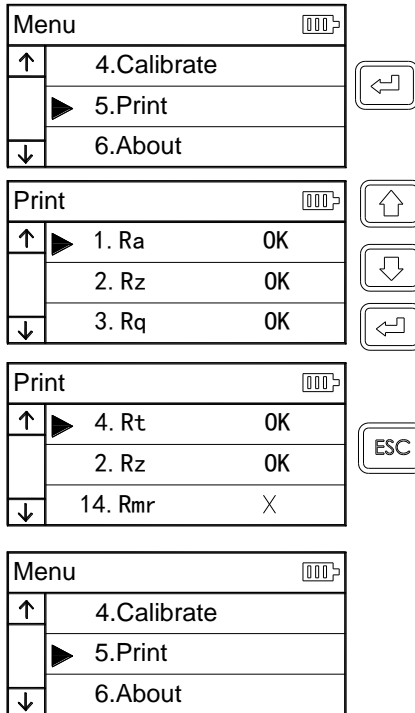 Menu
4.Calibrate
5.Print
6.About
Print
1. Ra OK
2. Rz OK
3. Rq OK
Print
4. Rt OK
2. Rz OK
14. Rmr X
ESC
Menu
4.Calibrate
5.Print
6.About